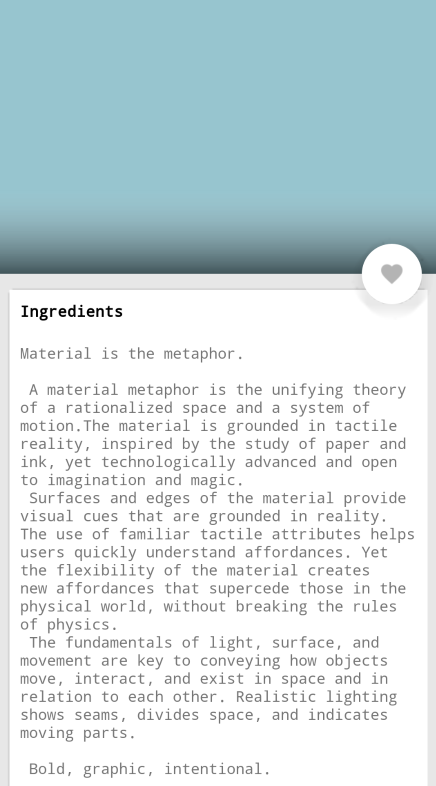 Ingredients
Material is the metaphor.
A material metaphor is the unifying theory
of a rationalized space and a system of
motion.The material is grounded in tactile
reality, inspired by the study of paper and
ink, yet technologically advanced and open
to imagination and magic.
Surfaces and edges of the material provide
visual cues that are grounded in reality.
The use of familiar tactile attributes helps
users quickly understand affordances. Yet
the flexibility of the material creates
new affordances that supercede those in the
physical world, without breaking the rules
of physics.
The fundamentals of light, surface, and
movement are key to conveying how objects
move, interact, and exist in space and in
relation to each other. Realistic lighting
shows seams, divides space, and indicates
moving parts.
Bold, graphic, intentional.